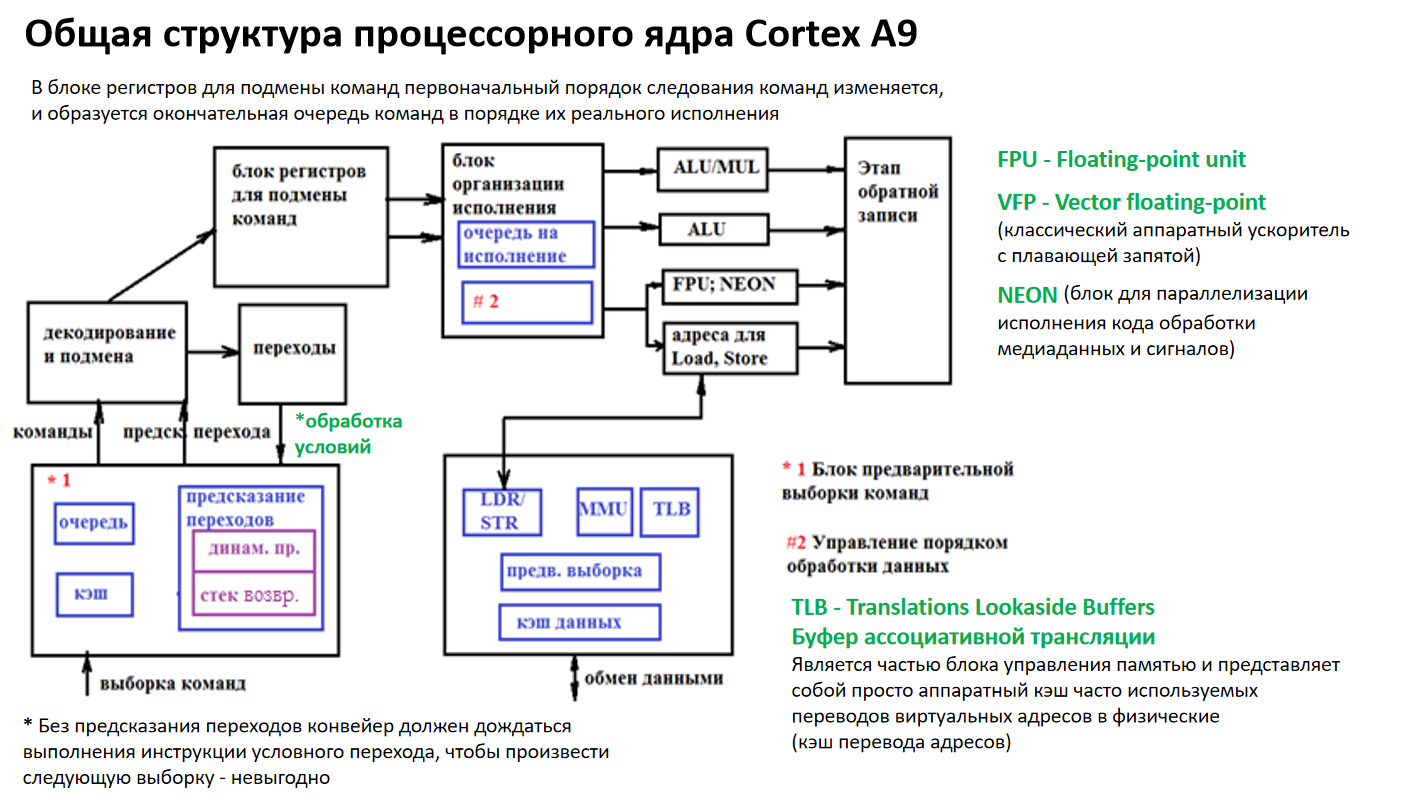 Общая структура процессорного ядра Cortex A9
В блоке регистров для подмены команд первоначальный порядок следования команд изменяется,
и образуется окончательная очередь команд в порядке их реального исполнения
блок регистров
для подмены
команд
блок
организации
исполнения
очередь на
исполнение
# 2
ALU/MUL
ALU
FPU; NEON
адреса для
Load, Store
Этап
обратной
записи
FPU - Floating-point unit
VFP - Vector floating-point
(классический аппаратный ускоритель
с плавающей запятой)
NEON (блок для параллелизации
исполнения кода обработки
медиаданных и сигналов)
декодирование
и подмена
переходы
команды
предск. перехода
*обработка
условий
* 1
очередь
кэш
предсказание
переходов
динам. пр.
стек возвр.
выборка команд
LDR/
STR
MMU
TLB
предв. выборка
кэш данных
обмен данными
* 1 Блок предварительной
выборки команд
#2 Управление порядком
обработки данных
TLB - Translations Lookaside Buffers
Буфер ассоциативной трансляции
Является частью блока управления памятью и представляет
собой просто аппаратный кэш часто используемых
переводов виртуальных адресов в физические
(кэш перевода адресов)
* Без предсказания переходов конвейер должен дождаться
выполнения инструкции условного перехода, чтобы произвести
следующую выборку - невыгодно